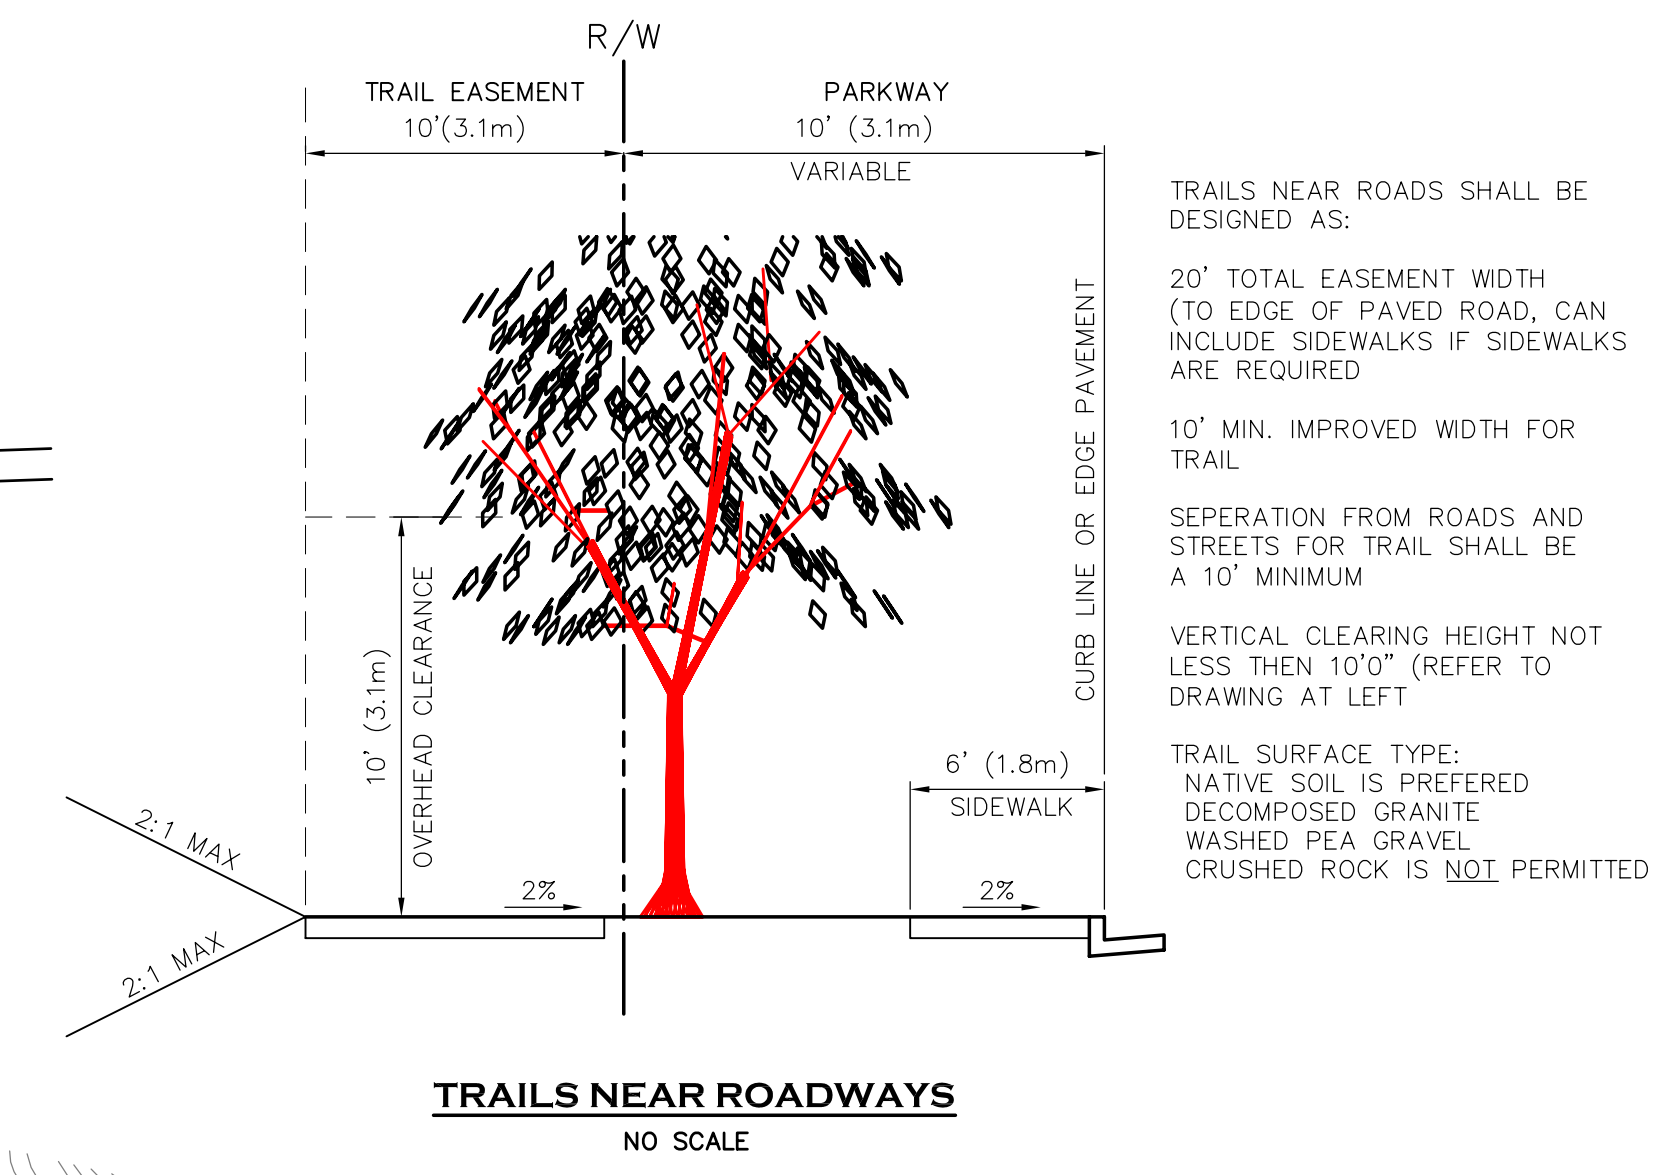 R/W
TRAIL EASEMENT
10'(3.1m)
PARKWAY
10' (3.1m)
VARIABLE
CURB LINE OR EDGE PAVEMENT
10' (3.1m)
OVERHEAD CLEARANCE
6' (1.8m)
SIDEWALK
2:1 MAX
2:1 MAX
2%
2%
TRAILS NEAR ROADS SHALL BE
DESIGNED AS:
20' TOTAL EASEMENT WIDTH
(TO EDGE OF PAVED ROAD, CAN
INCLUDE SIDEWALKS IF SIDEWALKS
ARE REQUIRED
10' MIN. IMPROVED WIDTH FOR
TRAIL
SEPERATION FROM ROADS AND
STREETS FOR TRAIL SHALL BE
A 10' MINIMUM
VERTICAL CLEARING HEIGHT NOT
LESS THEN 10'0" (REFER TO
DRAWING AT LEFT
TRAIL SURFACE TYPE:
NATIVE SOIL IS PREFERED
DECOMPOSED GRANITE
WASHED PEA GRAVEL
CRUSHED ROCK IS NOT PERMITTED
TRAILS NEAR ROADWAYS
NO SCALE